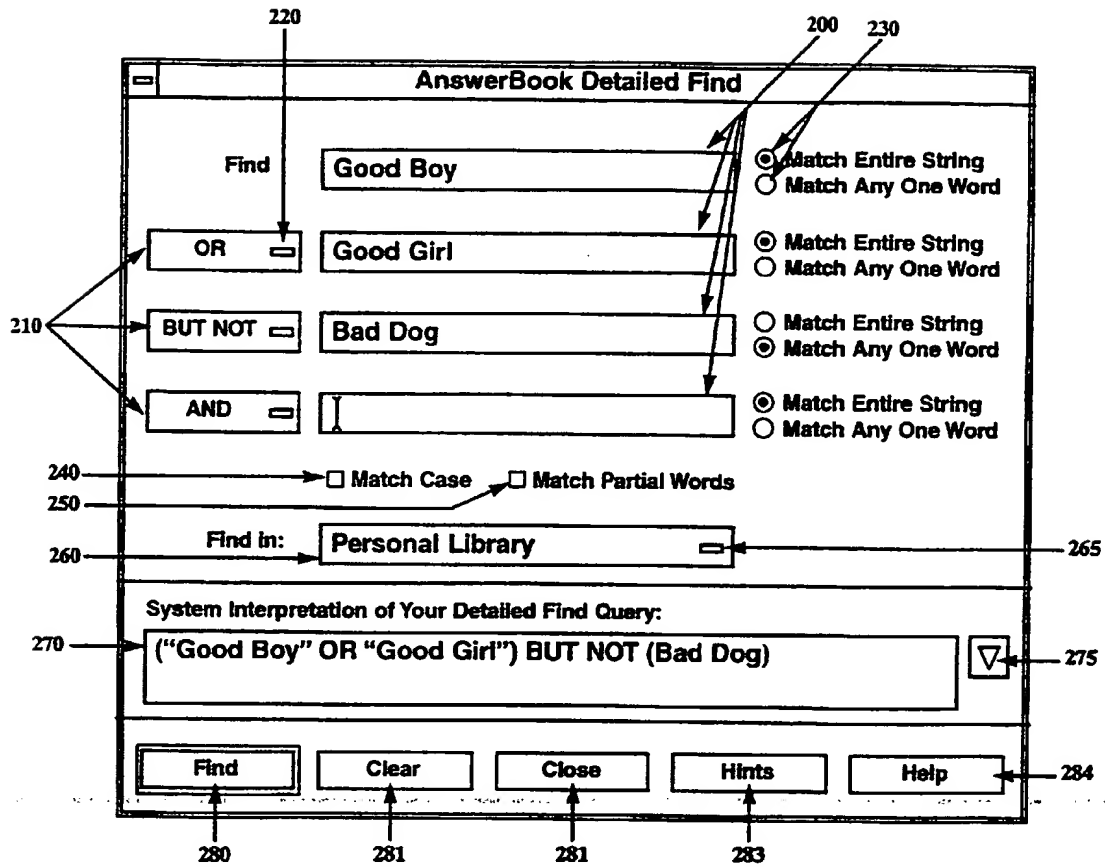 220
200
230
AnswerBook Detailed Find
Find
Good Boy
Match Entire String
Match Any One Word
OR
Good Girl
Match Entire String
Match Any One Word
210
BUT NOT
Bad Dog
Match Entire String
Match Any One Word
AND
Match Entire String
Match Any One Word
240
Match Case
Match Partial Words
250
Find in:
Personal Library
260
265
System Interpretation of Your Detailed Find Query:
270
("Good Boy" OR "Good Girl") BUT NOT (Bad Dog)
275
Find
Clear
Close
Hints
Help
284
280
281
281
283